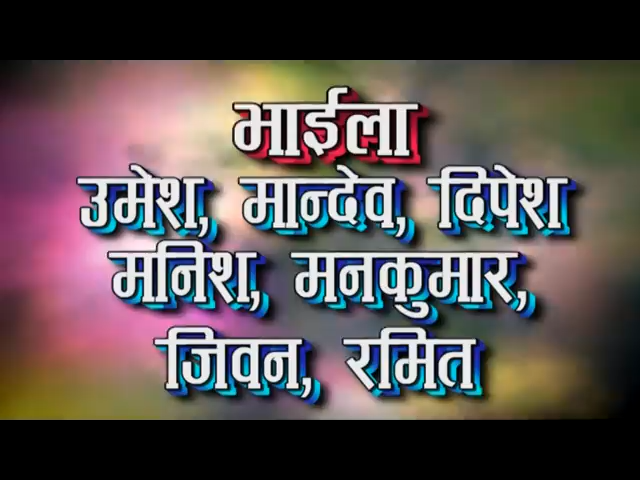 भाईला
उमेश, मान्देव, दिपेश
मनिश, मनकुमार,
जिवन, रमित